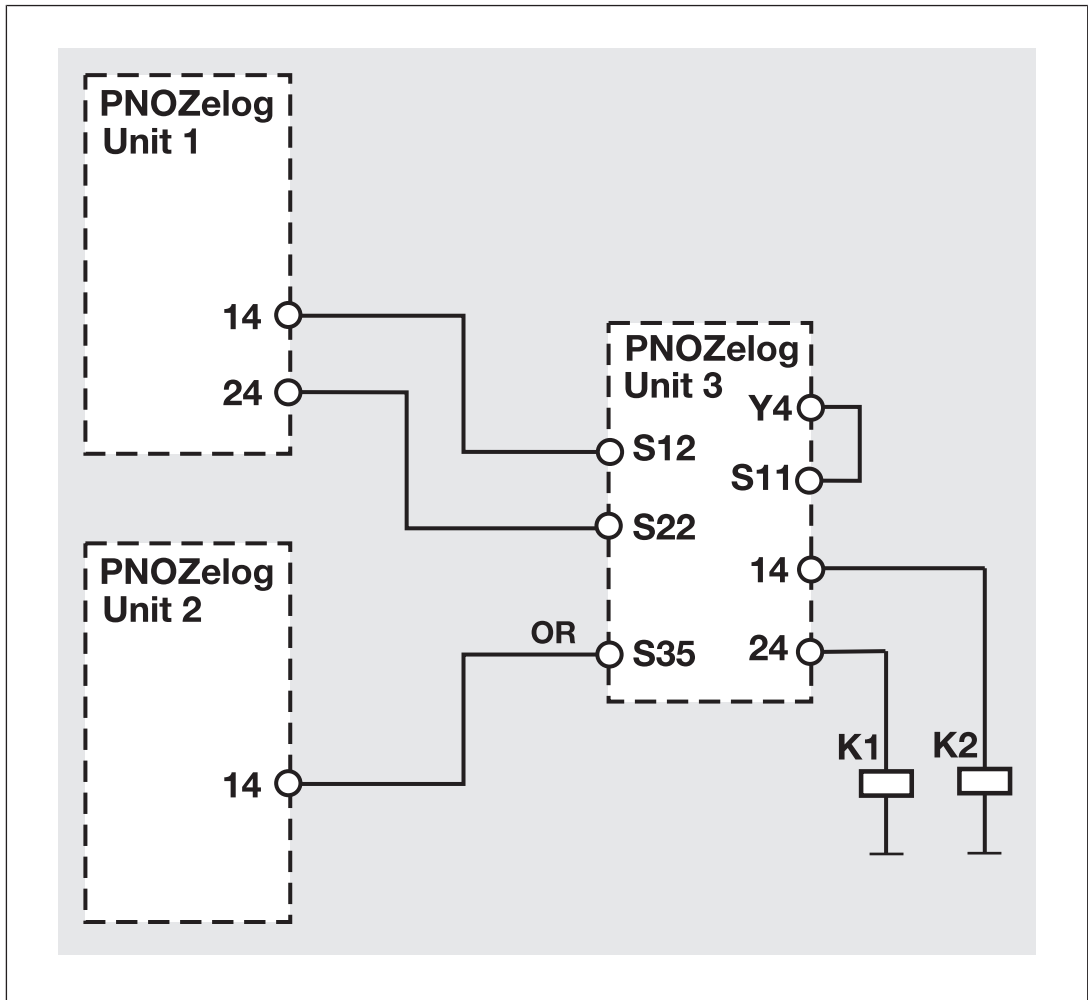 PNOZelog
Unit 1
14
24
PNOZelog
Unit 2
14
OR
PNOZelog
Unit 3
Y4
S12
S11
S22
14
S35
24
K1
K2